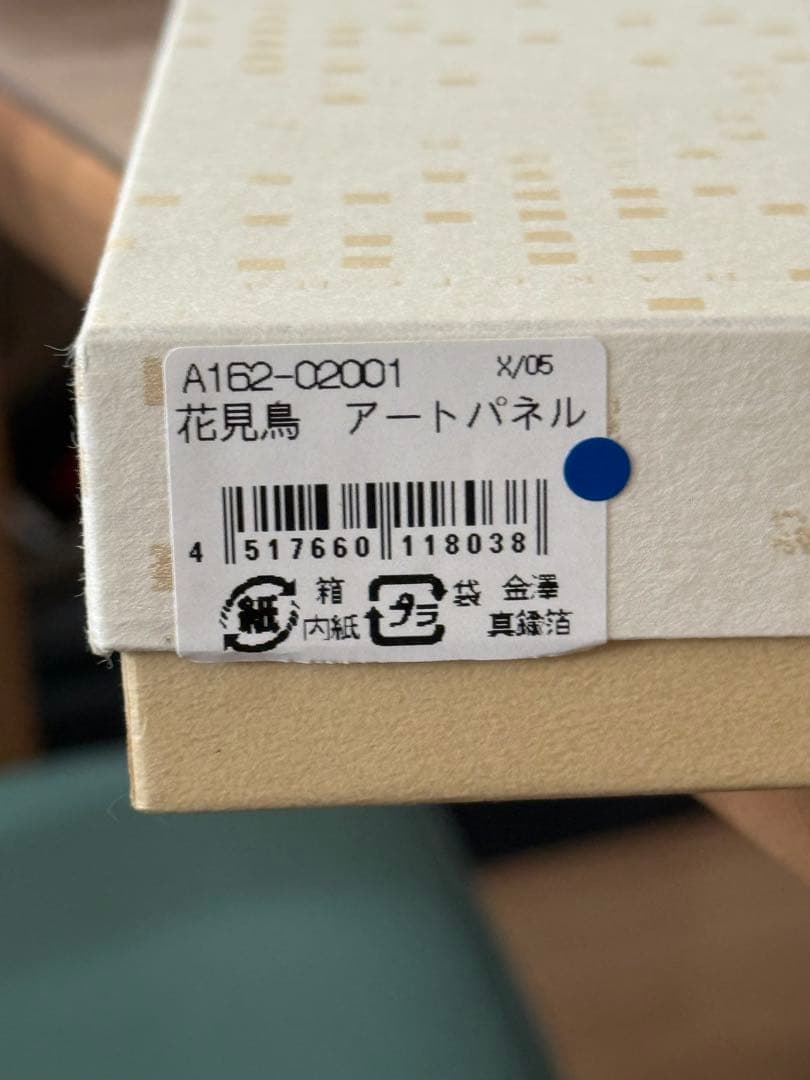 A162-02001 X/05
花見鳥 アートパネル
4 517660 118038
紙 箱 内紙 プラ 袋 金澤 真鍮箔